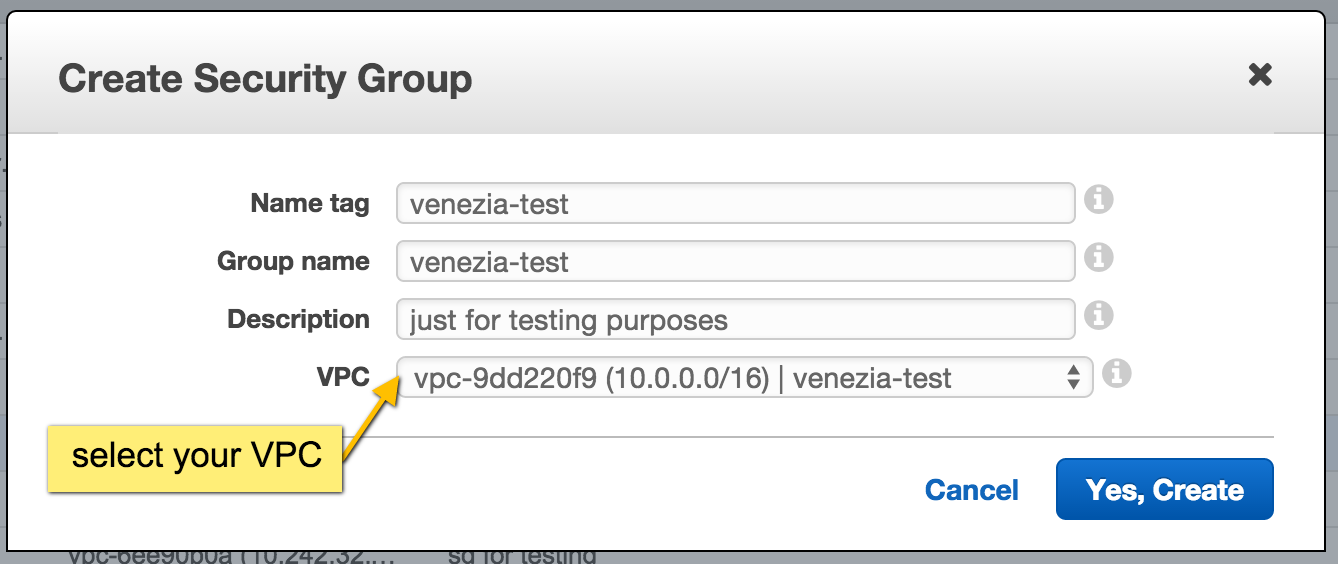 Create Security Group
Name tag venezia-test
Group name venezia-test
Description just for testing purposes
VPC vpc-9dd220f9 (10.0.0.0/16) | venezia-test
select your VPC
Cancel Yes, Create
vpc-6ee90b0a (10.242.32.... sg for testing